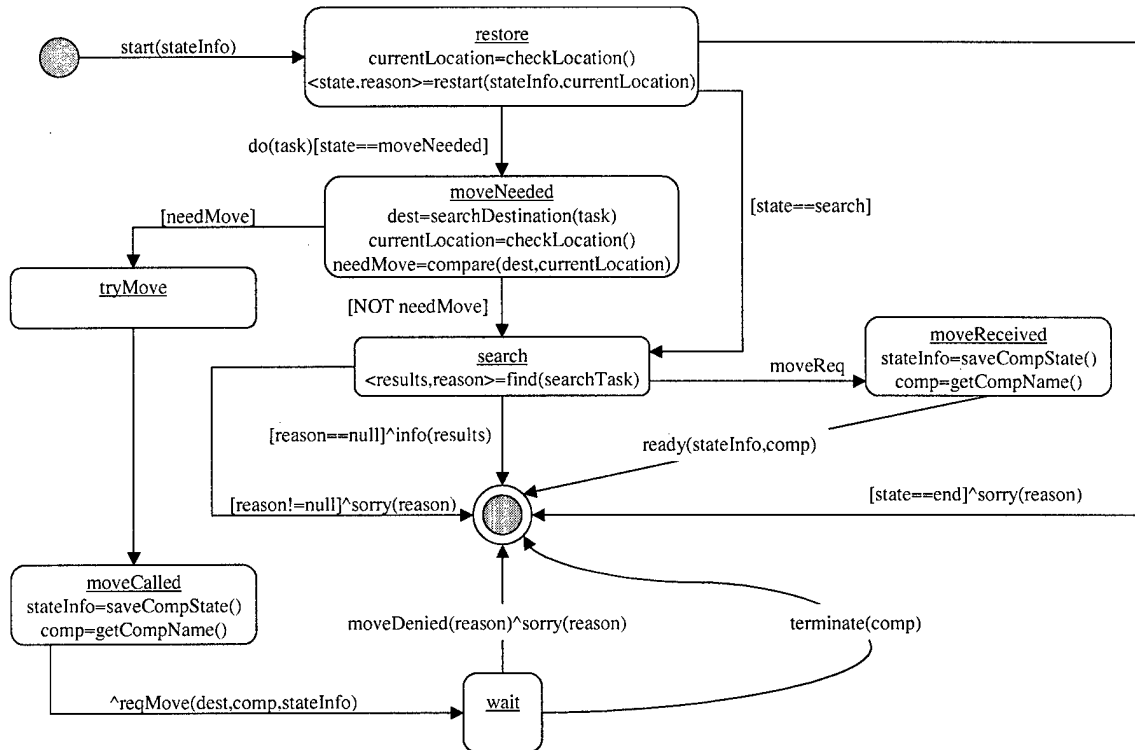 restore
start(stateInfo)
currentLocation=checkLocation()
<state.reason>=restart(stateInfo,currentLocation)
do(task)[state==moveNeeded]
moveNeeded
[needMove]
dest=searchDestination(task)
[state==search]
currentLocation=checkLocation()
needMove=compare(dest,currentLocation)
tryMove
[NOT needMove]
moveReceived
search
stateInfo=saveCompState()
moveReq
<results,reason>=find(searchTask)
comp=getCompName()
[reason==null]^info(results)
ready(stateInfo,comp)
[reason!=null]^sorry(reason)
[state==end]^sorry(reason)
moveCalled
stateInfo=saveCompState()
comp=getCompName()
moveDenied(reason)^sorry(reason)
terminate(comp)
^reqMove(dest,comp,stateInfo)
wait